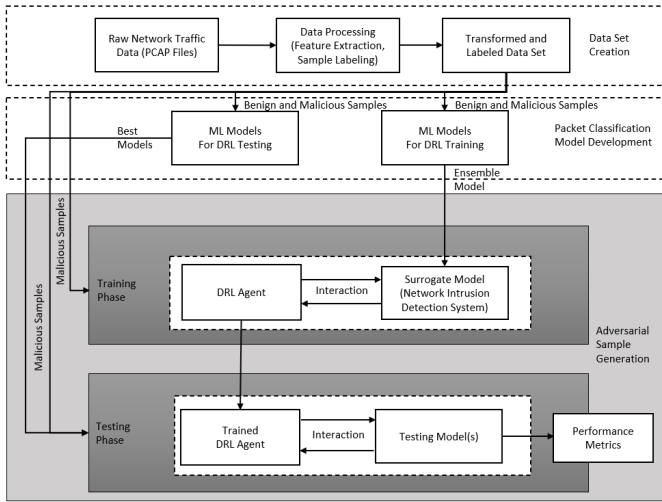 Raw Network Traffic
Data (PCAP Files)
Data Processing
(Feature Extraction,
Sample Labeling)
Transformed and
Labeled Data Set
Data Set
Creation
Benign and Malicious Samples
Benign and Malicious Samples
Best
Models
ML Models
For DRL Testing
ML Models
For DRL Training
Packet Classification
Model Development
Ensemble
Model
Malicious Samples
Malicious Samples
Training
Phase
DRL Agent
Interaction
Surrogate Model
(Network Intrusion
Detection System)
Adversarial
Sample
Generation
Testing
Phase
Trained
DRL Agent
Interaction
Testing Model(s)
Performance
Metrics